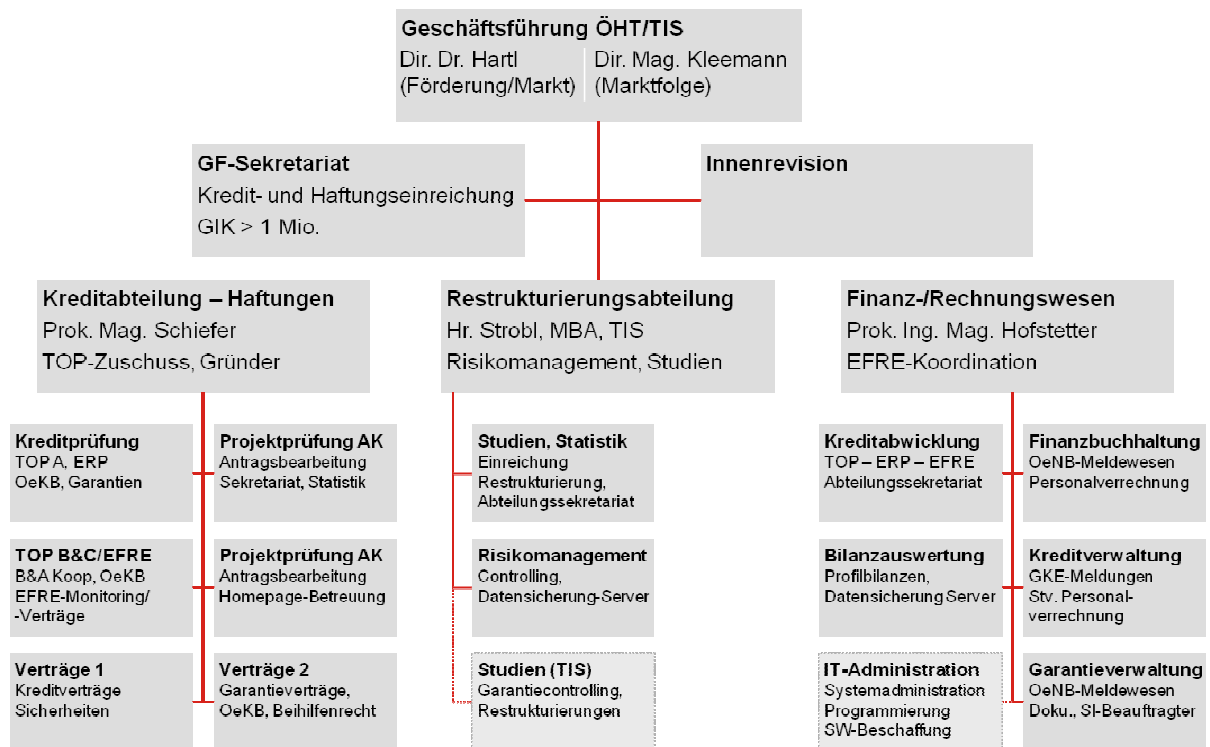 Geschäftsführung ÖHT/TIS
Dir. Dr. Hartl
(Förderung/Markt)
Dir. Mag. Kleemann
(Marktfolge)
GF-Sekretariat
Kredit- und Haftungseinreichung
GIK > 1 Mio.
Innenrevision
Kreditabteilung – Haftungen
Prok. Mag. Schiefer
TOP-Zuschuss, Gründer
Restrukturierungsabteilung
Hr. Strobl, MBA, TIS
Risikomanagement, Studien
Finanz-/Rechnungswesen
Prok. Ing. Mag. Hofstetter
EFRE-Koordination
Kreditprüfung
TOP A, ERP
OeKB, Garantien
Projektprüfung AK
Antragsbearbeitung
Sekretariat, Statistik
Studien, Statistik
Einreichung
Restrukturierung,
Abteilungssekretariat
Kreditabwicklung
TOP – ERP – EFRE
Abteilungssekretariat
Finanzbuchhaltung
OeNB-Meldewesen
Personalverrechnung
TOP B&C/EFRE
B&A Koop, OeKB
EFRE-Monitoring/
-Verträge
Projektprüfung AK
Antragsbearbeitung
Homepage-Betreuung
Risikomanagement
Controlling,
Datensicherung-Server
Bilanzauswertung
Profilbilanzen,
Datensicherung Server
Kreditverwaltung
GKE-Meldungen
Stv. Personal-
verrechnung
Verträge 1
Kreditverträge
Sicherheiten
Verträge 2
Garantieverträge,
OeKB, Beihilfenrecht
Studien (TIS)
Garantiecontrolling,
Restrukturierungen
IT-Administration
Systemadministration
Programmierung
SW-Beschaffung
Garantieverwaltung
OeNB-Meldewesen
Doku., SI-Beauftragter